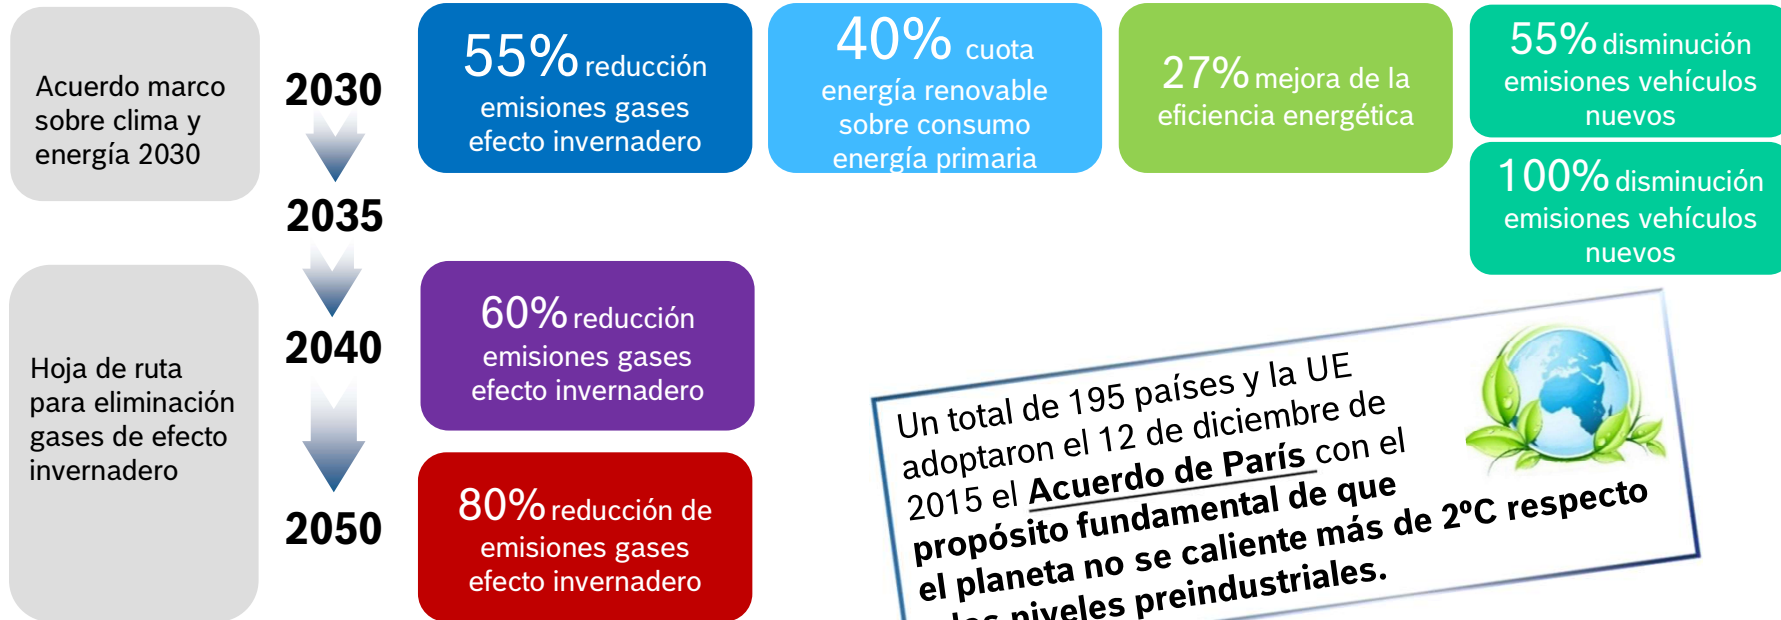 Acuerdo marco
sobre clima y
energía 2030
2030
55% reducción
emisiones gases
efecto invernadero
40% cuota
energía renovable
sobre consumo
energía primaria
27% mejora de la
eficiencia energética
55% disminución
emisiones vehículos
nuevos
2035
100% disminución
emisiones vehículos
nuevos
Hoja de ruta
para eliminación
gases de efecto
invernadero
2040
60% reducción
emisiones gases
efecto invernadero
2050
80% reducción de
emisiones gases
efecto invernadero
Un total de 195 países y la UE
adoptaron el 12 de diciembre de
2015 el Acuerdo de París con el
propósito fundamental de que
el planeta no se caliente más de 2ºC respecto
los niveles preindustriales.